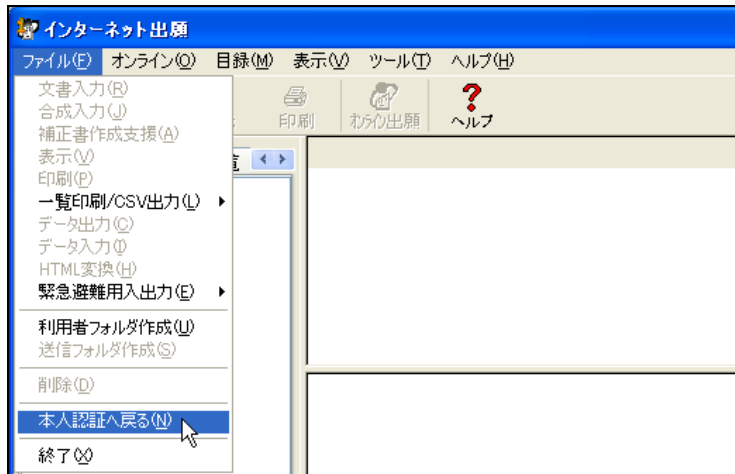 インターネット出願
ファイル(F) オンライン(O) 目録(M) 表示(V) ツール(T) ヘルプ(H)
文書入力(R)
合成入力(J)
補正書作成支援(A)
表示(V)
印刷(P)
一覧印刷/CSV出力(L)
データ出力(C)
データ入力(I)
HTML変換(H)
緊急避難用入出力(E)
利用者フォルダ作成(U)
送信フォルダ作成(S)
削除(D)
本人認証へ戻る(N)
終了(X)
印刷 オンライン出願 ヘルプ
覧